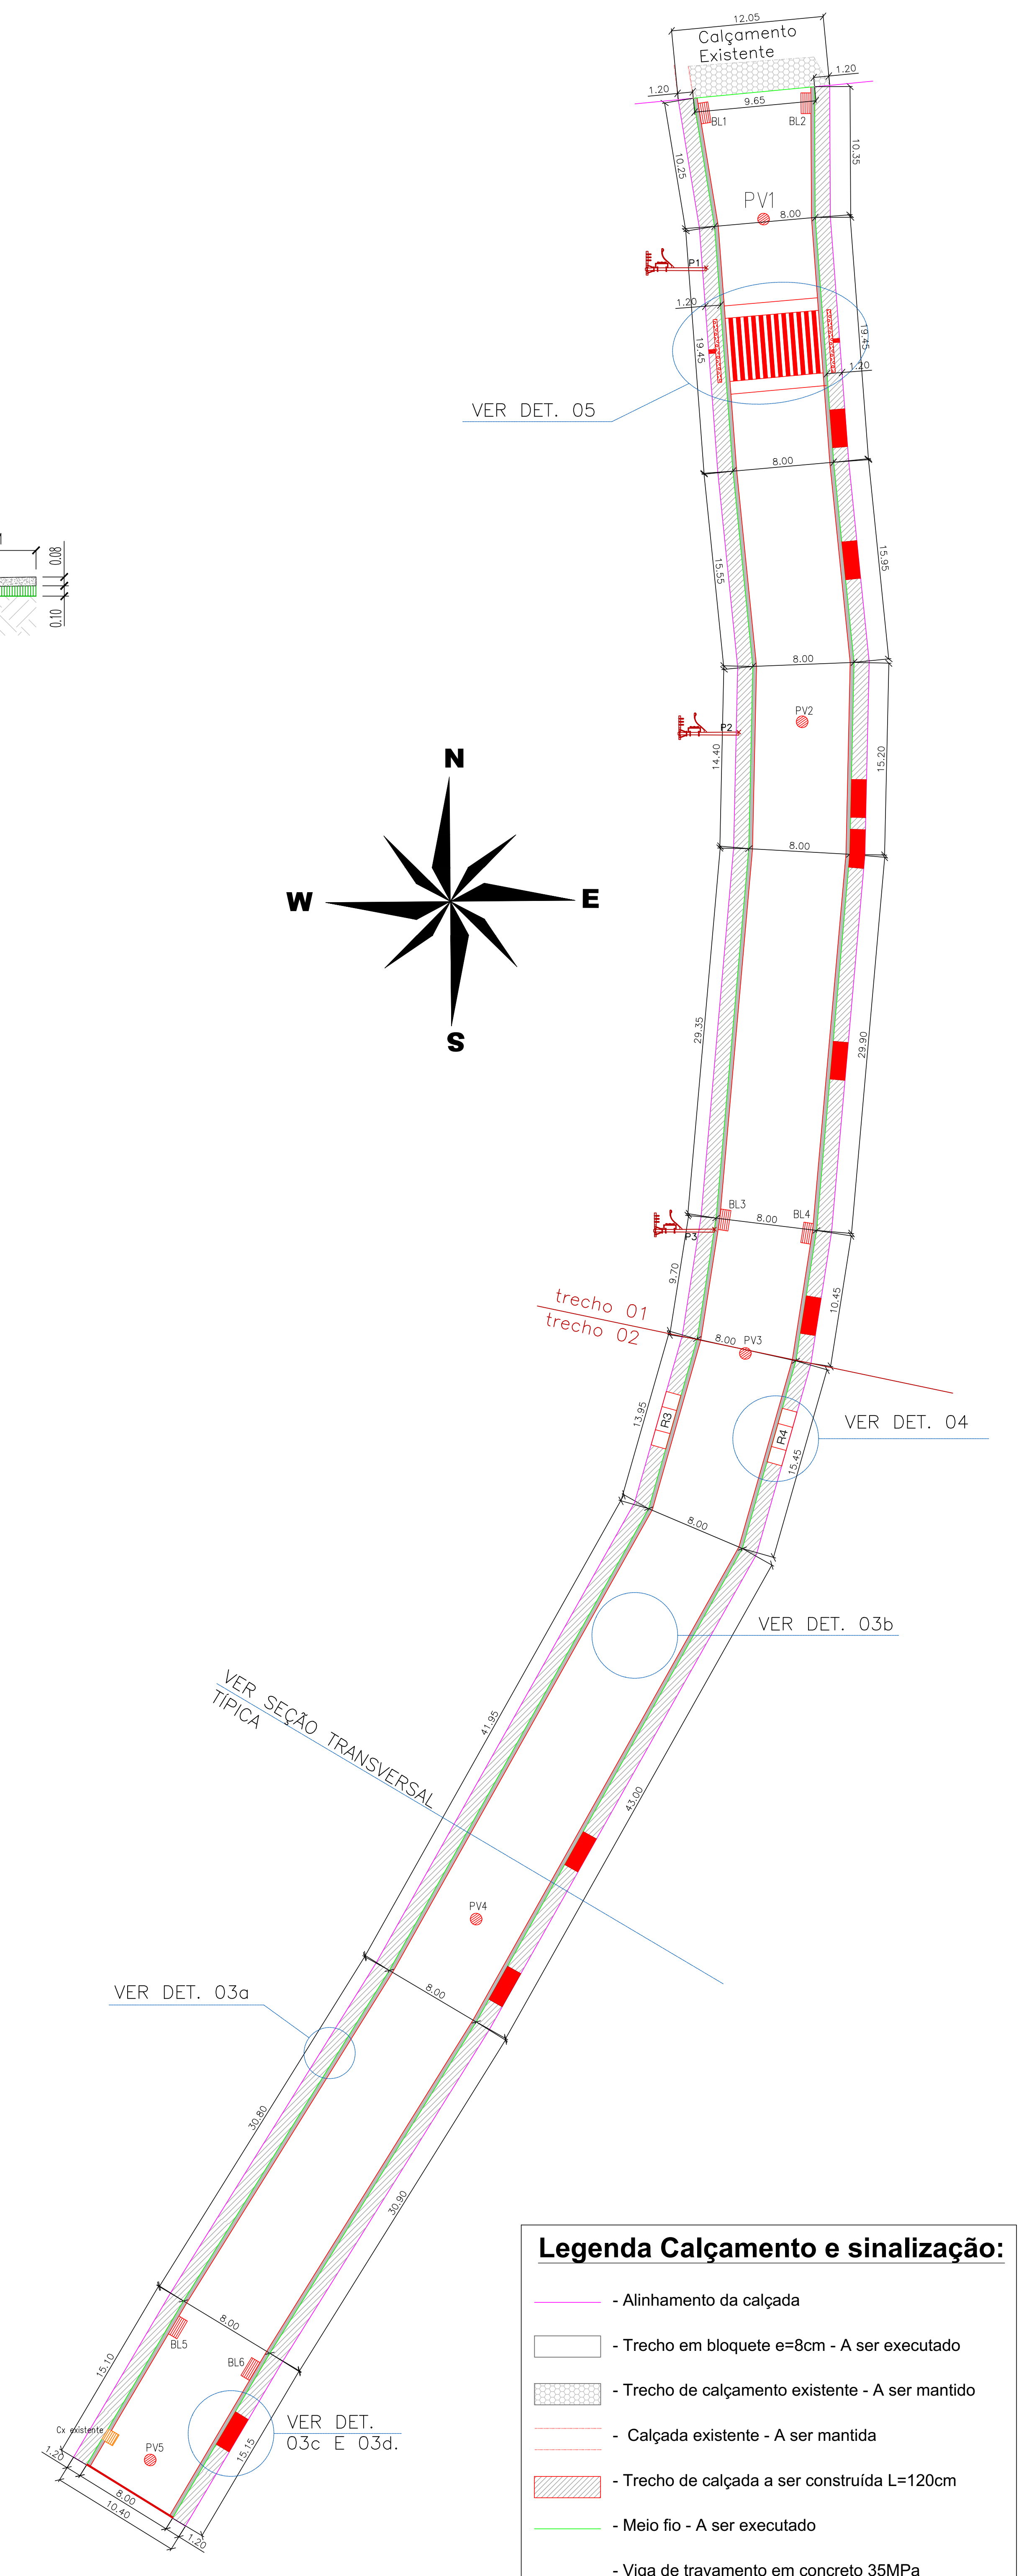 12.05
Calçamento
Existente
1.20
1.20
9.65
BL1
BL2
10.25
10.35
PV1
8.00
P1
1.20
19.45
19.45
1.20
VER DET. 05
8.00
0.08
0.10
15.55
15.95
8.00
PV2
P2
14.40
15.20
N
W
E
S
8.00
29.35
29.90
BL3
BL4
8.00
P3
9.70
10.45
trecho 01
trecho 02
8.00
PV3
13.95
R3
R4
15.45
VER DET. 04
8.00
VER DET. 03b
VER SEÇÃO TRANSVERSAL
TÍPICA
41.95
43.00
PV4
VER DET. 03a
8.00
30.80
30.90
8.00
BL5
BL6
15.10
Cx existente
PV5
VER DET.
03c E 03d.
15.15
1.20
8.00
10.40
1.20
Legenda Calçamento e sinalização:
- Alinhamento da calçada
- Trecho em bloquete e=8cm - A ser executado
- Trecho de calçamento existente - A ser mantido
- Calçada existente - A ser mantida
- Trecho de calçada a ser construída L=120cm
- Meio fio - A ser executado
- Viga de travamento em concreto 35MPa